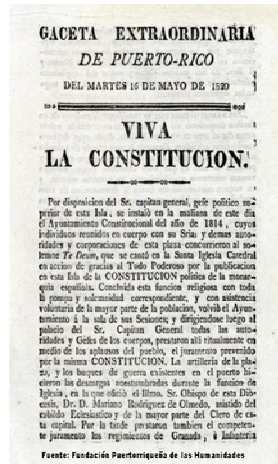 GACETA EXTRAORDINARIA
DE PUERTO-RICO
DEL MARTES 16 DE MAYO DE 1820
VIVA
LA CONSTITUCION.
Por disposicion del Sr. capitan general, gefe político su-
perior de esta Isla, se instaló en la mañana de este dia
el Ayuntamiento Constitucional del año de 1814, cuyos
individuos reunidos en cuerpo con su Sria y demas auto-
ridades y corporaciones de esta plaza concurrieron al so-
lemne Te Deum, que se cantó en la Santa Iglesia Catedral
en accion de gracias al Todo Poderoso por la publicacion
en esta Isla de la CONSTITUCION política de la monar-
quía española. Concluida esta funcion religiosa con toda
la pompa y solemnidad correspondiente, y con asistencia
voluntaria de la mayor parte de la poblacion, volvió el Ayun-
tamiento á la sala de sus Sesiones; y dirigiendose luego al
palacio del Sr. Capitan General todas las autori-
dades y Gefes de los cuerpos, prestaron alli ritualmente en
medio de los aplausos del pueblo, el juramento prevenido
por la misma CONSTITUCION. La artilleria de la pla-
za, y los buques de guerra existentes en el puerto hi-
cieron las descargas acostumbradas durante la funcion de
Iglesia, en la que ofició el Illmo. Sr. Obispo de esta Dio-
cesis, Dr. D. Mariano Rodriguez de Olmedo, asistido del
cabildo Eclesiastico y de la mayor parte del Clero de es-
ta capital. Por la tarde prestaron tambien el compe-
tente juramento los regimientos de Granada, é Infanteria
Fuente: Fundación Puertorriqueña de las Humanidades